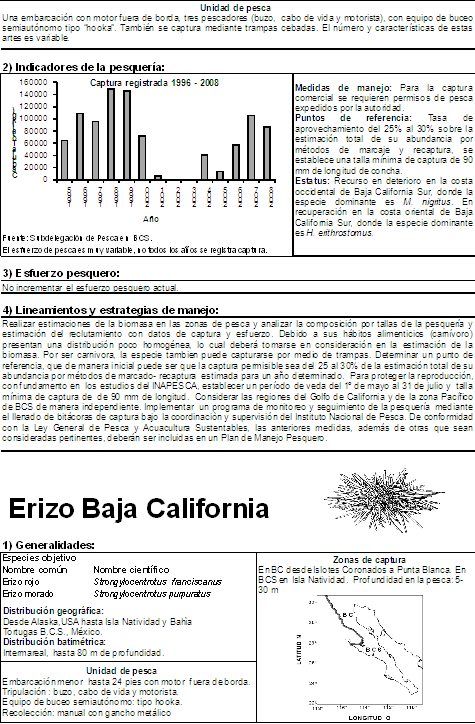 Unidad de pesca
Una embarcación con motor fuera de borda, tres pescadores (buzo, cabo de vida y motorista), con equipo de buceo
semiautónomo tipo "hooka". También se captura mediante trampas cebadas. El número y características de estas
artes es variable.
2) Indicadores de la pesquería:
Captura registrada 1996 - 2008
160000
140000
120000
100000
80000
60000
40000
20000
0
Año
Fuente: Subdelegación de Pesca en BCS.
El esfuerzo de pesca es muy variable, no todos los años se registra captura.
Medidas de manejo: Para la captura
comercial se requieren permisos de pesca
expedidos por la autoridad.
Puntos de referencia: Tasa de
aprovechamiento del 25% al 30% sobre la
estimación total de su abundancia por
métodos de marcaje y recaptura, se
establece una talla mínima de captura de 90
mm de longitud de concha.
Estatus: Recurso en deterioro en la costa
occidental de Baja California Sur, donde la
especie dominante es M. nigritus. En
recuperación en la costa oriental de Baja
California Sur, donde la especie dominante
es H. erithrostomus.
3) Esfuerzo pesquero:
No incrementar el esfuerzo pesquero actual.
4) Lineamientos y estrategias de manejo:
Realizar estimaciones de la biomasa en las zonas de pesca y analizar la composición por tallas de la pesquería y
estimación del reclutamiento con datos de captura y esfuerzo. Debido a sus hábitos alimenticios (carnívoro)
presentan una distribución poco homogénea, lo cual deberá tomarse en consideración en la estimación de la
biomasa. Por ser carnívora, la especie tambien puede capturarse por medio de trampas. Determinar un punto de
referencia, que de manera inicial puede ser que la captura permisible sea del 25 al 30% de la estimación total de su
abundancia por métodos de marcado- recaptura estimada para un año determinado. Para proteger la reproducción,
con fundamento en los estudios del INAPESCA, establecer un período de veda del 1º de mayo al 31 de julio y talla
mínima de captura de de 90 mm de longitud. Considerar las regiones del Golfo de California y de la zona Pacífico
de BCS de manera independiente. Implementar un programa de monitoreo y seguimiento de la pesquería mediante
el llenado de bitácoras de captura bajo la coordinación y supervisión del Instituto Nacional de Pesca. De conformidad
con la Ley General de Pesca y Acuacultura Sustentables, las anteriores medidas, además de otras que sean
consideradas pertinentes, deberán ser incluidas en un Plan de Manejo Pesquero.
Erizo Baja California
1) Generalidades:
Especies objetivo
Nombre común Nombre científico
Erizo rojo Strongylocentrotus franciscanus
Erizo morado Strongylocentrotus purpuratus
Distribución geográfica:
Desde Alaska, USA hasta Isla Natividad y Bahía
Tortugas B.C.S., México.
Distribución batimétrica:
Intermareal, hasta 80 m de profundidad.
Unidad de pesca
Embarcación menor hasta 24 pies con motor fuera de borda.
Tripulación : buzo, cabo de vida y motorista.
Equipo de buceo semiautónomo: tipo hooka.
Recolección: manual con gancho metálico
Zonas de captura
En BC desde Islotes Coronados a Punta Blanca. En
BCS en Isla Natividad. Profundidad en la pesca: 5-
30 m
LATITUD N
B C
B C S
LONGITUD O